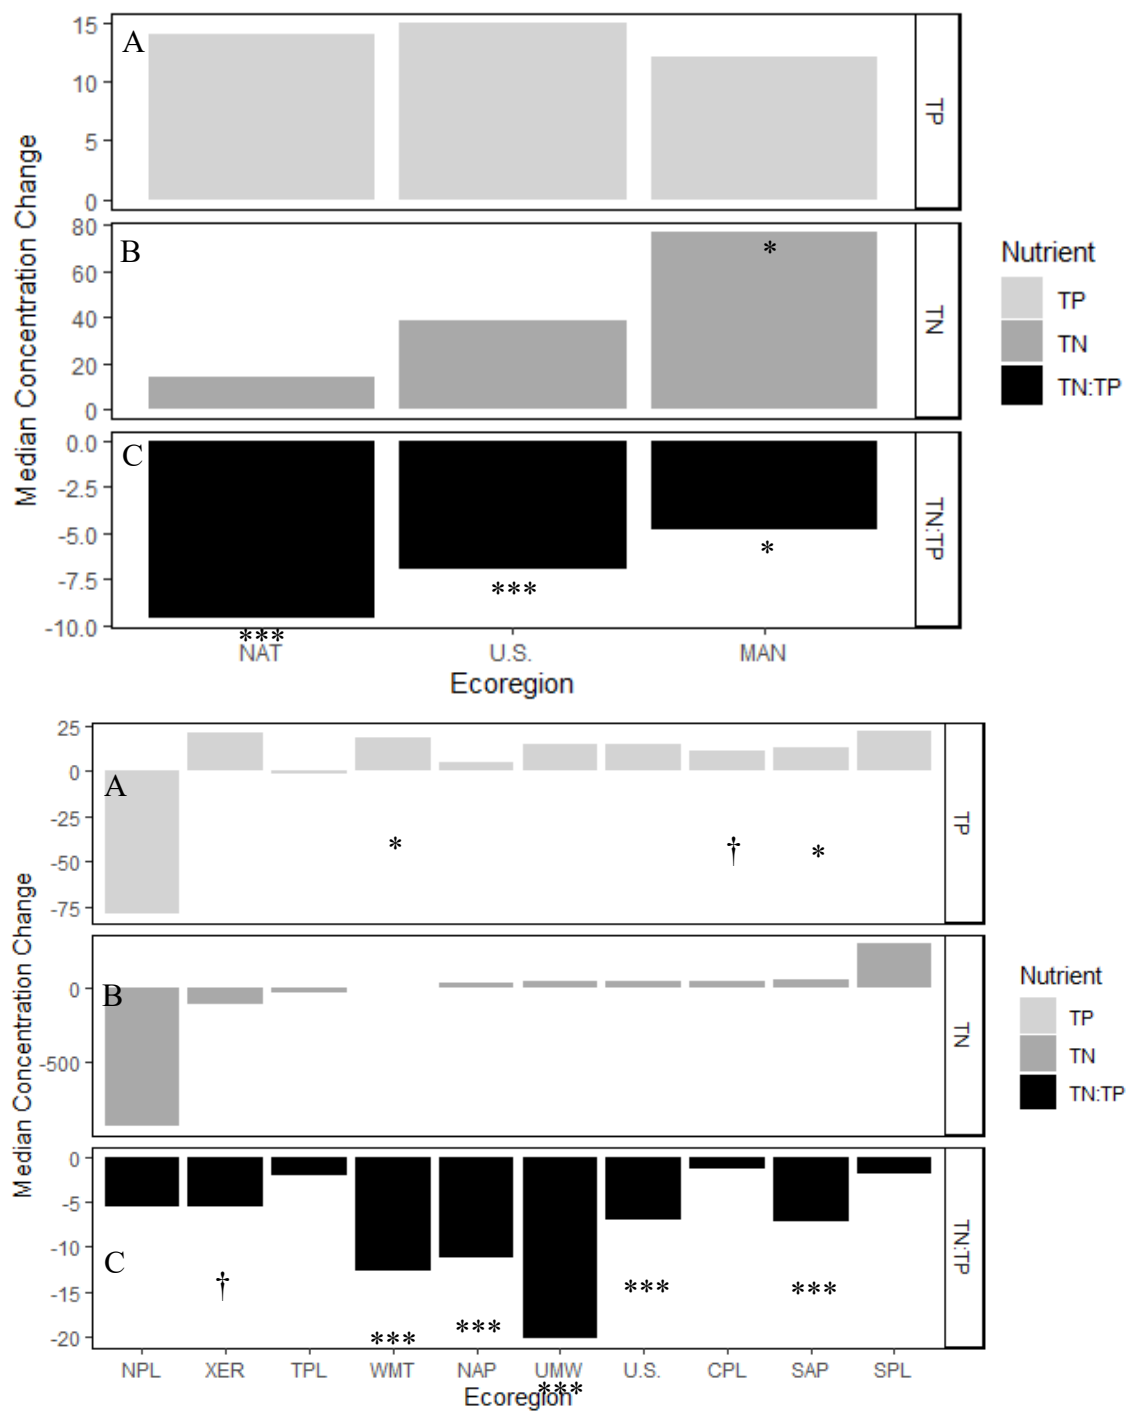 A
15
10
5
0
TP
B
80
60
40
20
0
*
TN
C
0.0
-2.5
-5.0
-7.5
-10.0
***
***
*
TN:TP
NAT U.S. MAN
Ecoregion
Median Concentration Change
Nutrient
TP
TN
TN:TP
A
25
0
-25
-50
-75
* † *
TP
B
0
-500
TN
C
0
-5
-10
-15
-20
† *** *** *** *** ***
TN:TP
NPL XER TPL WMT NAP UMW U.S. CPL SAP SPL
Ecoregion
Median Concentration Change
Nutrient
TP
TN
TN:TP